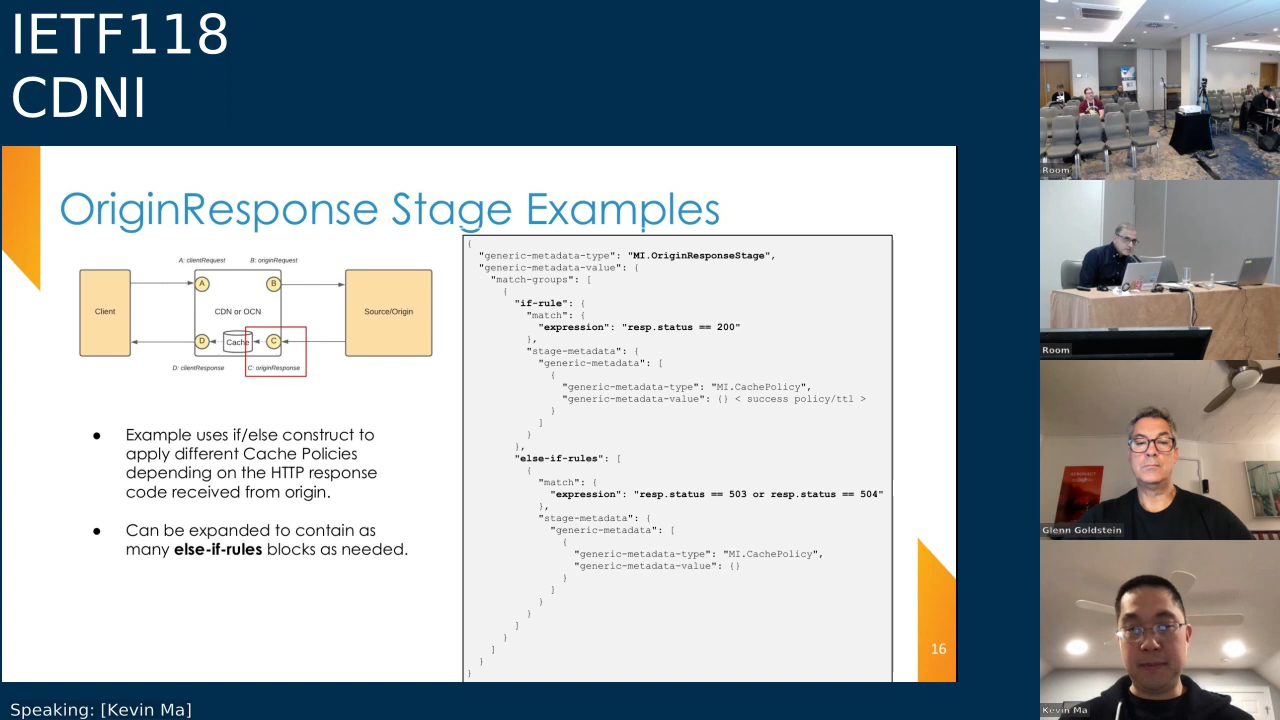 IETF118
CDNI
OriginResponse Stage Examples
A: clientRequest
B: originRequest
Client
A
B
CDN or OCN
Source/Origin
D
Cache
C
D: clientResponse
C: originResponse
● Example uses if/else construct to
apply different Cache Policies
depending on the HTTP response
code received from origin.
● Can be expanded to contain as
many else-if-rules blocks as needed.
{
"generic-metadata-type": "MI.OriginResponseStage",
"generic-metadata-value": {
"match-groups": [
{
"if-rule": {
"match": {
"expression": "resp.status == 200"
},
"stage-metadata": {
"generic-metadata": [
{
"generic-metadata-type": "MI.CachePolicy",
"generic-metadata-value": {} < success policy/ttl >
}
]
}
},
"else-if-rules": [
{
"match": {
"expression": "resp.status == 503 or resp.status == 504"
},
"stage-metadata": {
"generic-metadata": [
{
"generic-metadata-type": "MI.CachePolicy",
"generic-metadata-value": {}
}
]
}
}
]
}
]
}
}
16
Speaking: [Kevin Ma]
Room
Room
Glenn Goldstein
Kevin Ma